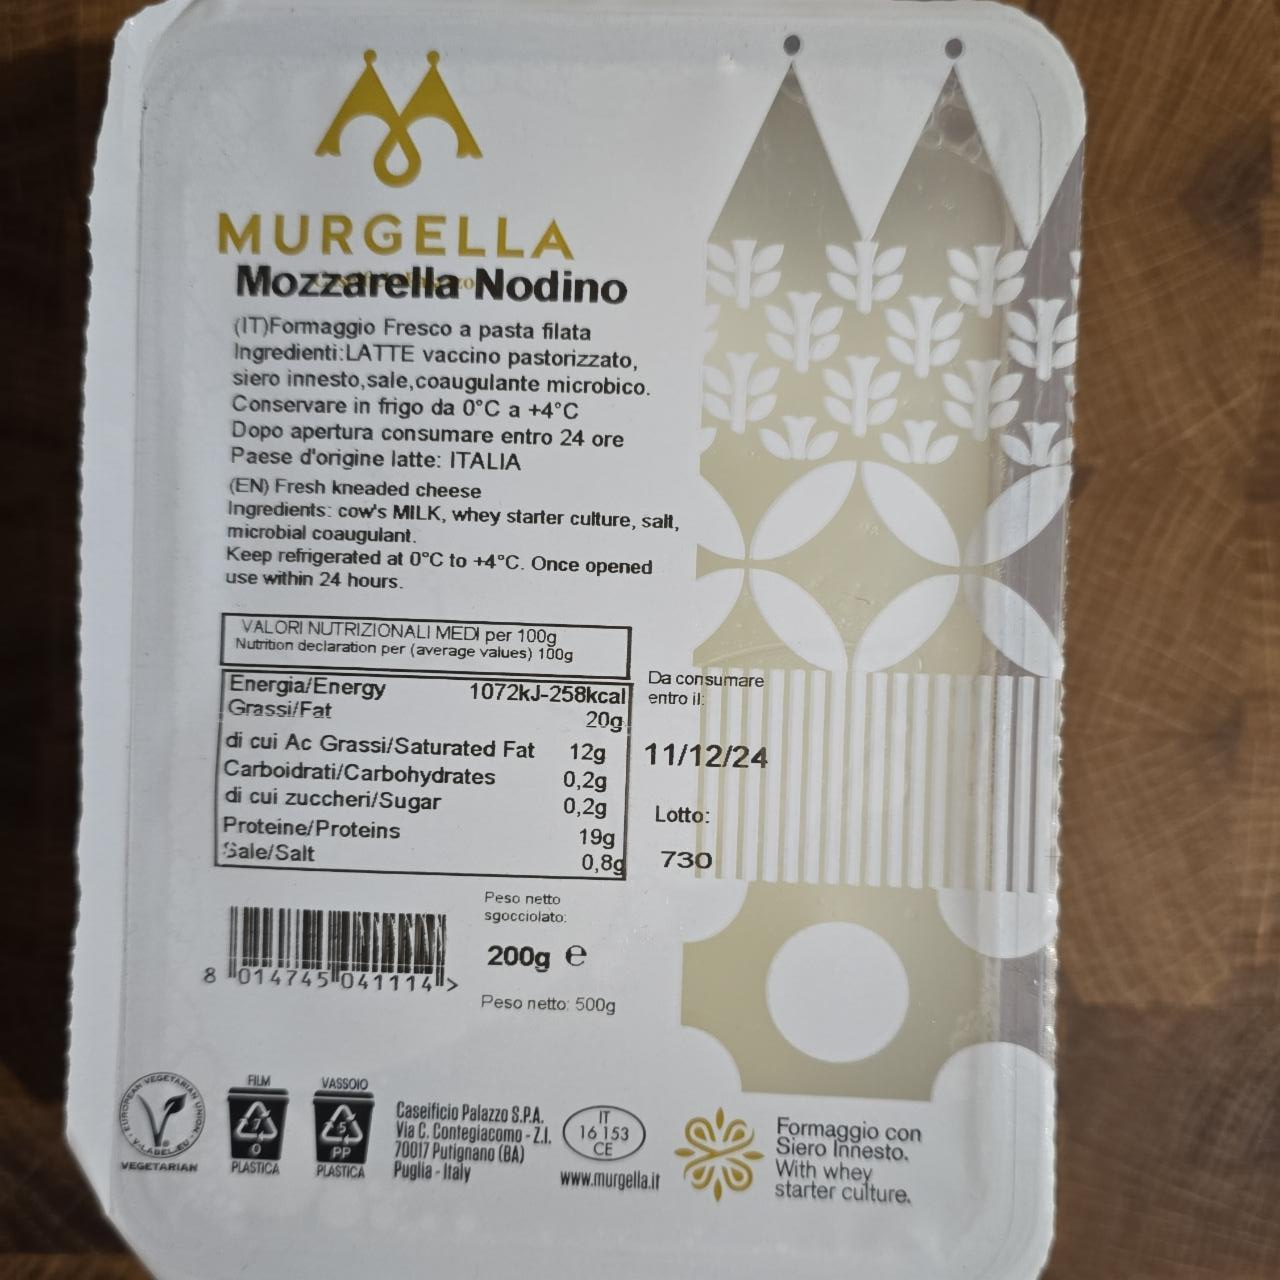 MURGELLA
Mozzarella Nodino
(IT)Formaggio Fresco a pasta filata
Ingredienti:LATTE vaccino pastorizzato,
siero innesto,sale,coaugulante microbico.
Conservare in frigo da 0°C a +4°C
Dopo apertura consumare entro 24 ore
Paese d'origine latte: ITALIA
(EN) Fresh kneaded cheese
Ingredients: cow's MILK, whey starter culture, salt,
microbial coaugulant.
Keep refrigerated at 0°C to +4°C. Once opened
use within 24 hours.
VALORI NUTRIZIONALI MEDI per 100g
Nutrition declaration per (average values) 100g
Energia/Energy 1072kJ-258kcal
Grassi/Fat 20g
di cui Ac Grassi/Saturated Fat 12g
Carboidrati/Carbohydrates 0,2g
di cui zuccheri/Sugar 0,2g
Proteine/Proteins 19g
Sale/Salt 0,8g
Da consumare
entro il:
11/12/24
Lotto:
730
Peso netto
sgocciolato:
200g e
Peso netto: 500g
8 014745 041114 >
EUROPEAN VEGETARIAN UNION
V-LABEL.EU
VEGETARIAN
FILM
7
O
PLASTICA
VASSOIO
5
PP
PLASTICA
Caseificio Palazzo S.P.A.
Via C. Contegiacomo - Z.I.
70017 Putignano (BA)
Puglia - Italy
IT
16 153
CE
www.murgella.it
Formaggio con
Siero Innesto.
With whey
starter culture.